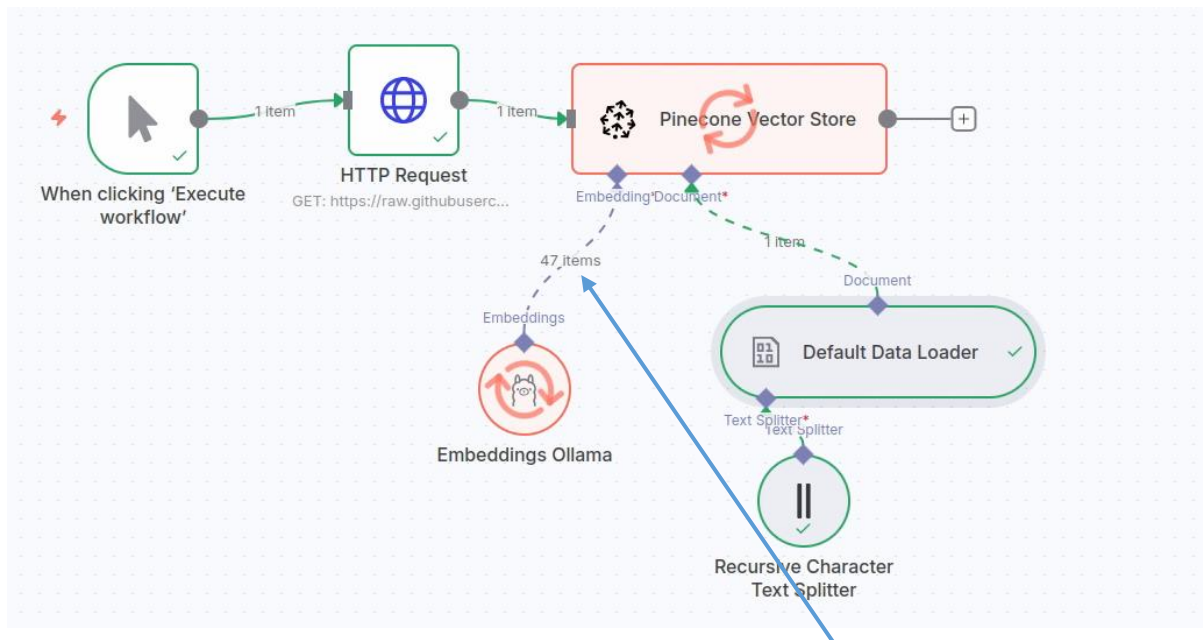 1 item
1 item
Pinecone Vector Store
+
HTTP Request
GET: https://raw.githubuserc...
When clicking ‘Execute
workflow’
Embedding*
Document*
1 item
47 items
Document
Embeddings
01
10
Default Data Loader
Text Splitter*
Text Splitter
Embeddings Ollama
Recursive Character
Text Splitter